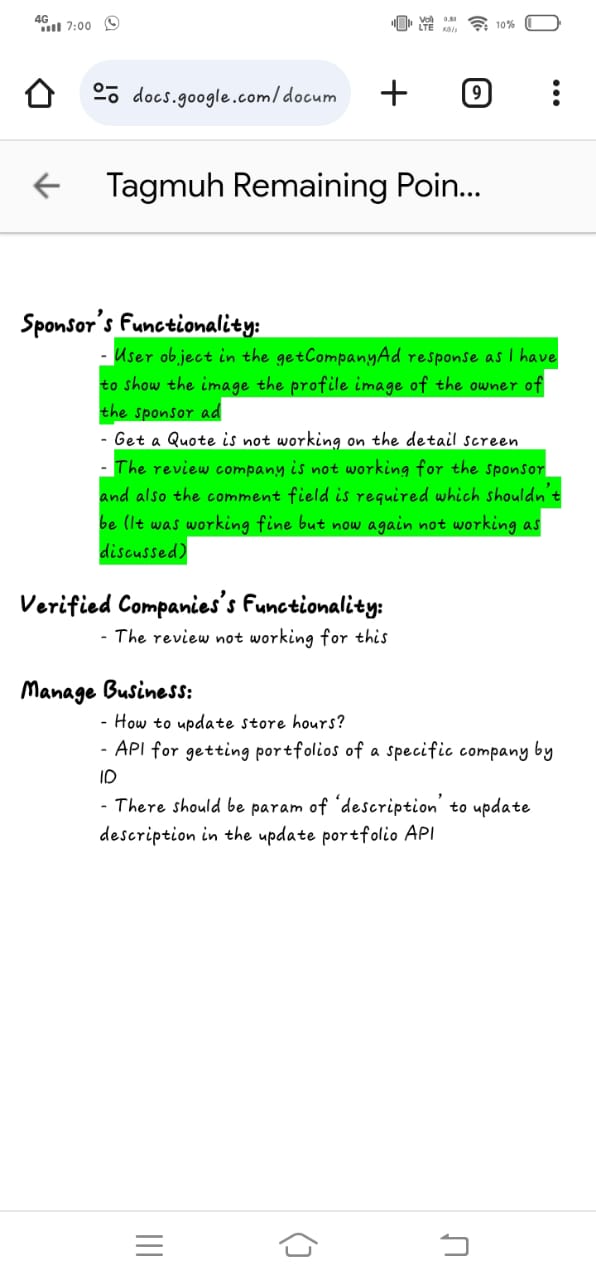 4G 7:00 Vo) LTE 0.81 KB/s 10%
docs.google.com/docum 9
Tagmuh Remaining Poin...
Sponsor's Functionality:
- User object in the getCompanyAd response as I have
to show the image the profile image of the owner of
the sponsor ad
- Get a Quote is not working on the detail screen
- The review company is not working for the sponsor
and also the comment field is required which shouldn't
be (It was working fine but now again not working as
discussed)
Verified Companies's Functionality:
- The review not working for this
Manage Business:
- How to update store hours?
- API for getting portfolios of a specific company by
ID
- There should be param of 'description' to update
description in the update portfolio API